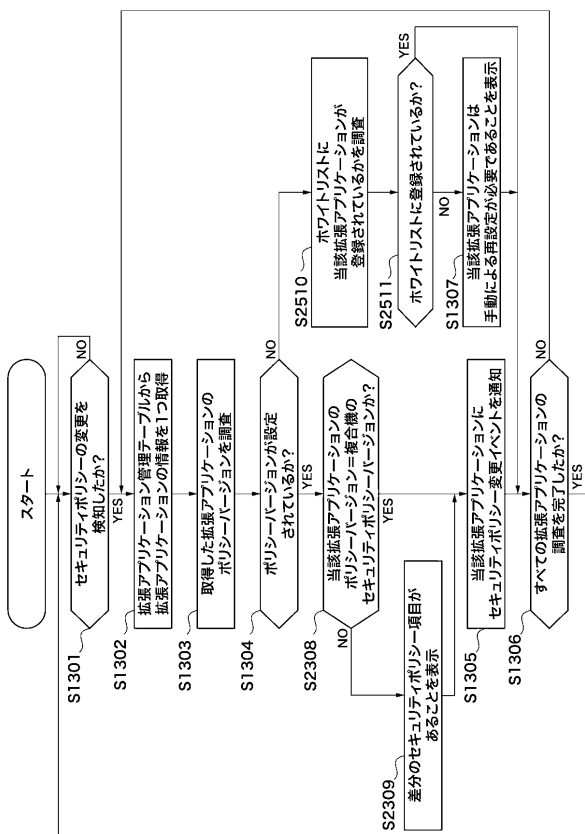 スタート
S1301
セキュリティポリシーの変更を
検知したか?
NO
YES
S1302
拡張アプリケーション管理テーブルから
拡張アプリケーションの情報を1つ取得
S1303
取得した拡張アプリケーションの
ポリシーバージョンを調査
S1304
ポリシーバージョンが設定
されているか?
NO
YES
S2510
ホワイトリストに
当該拡張アプリケーションが
登録されているかを調査
S2511
ホワイトリストに登録されているか?
YES
NO
S1307
当該拡張アプリケーションは
手動による再設定が必要であることを表示
S2308
当該拡張アプリケーションの
ポリシーバージョン=複合機の
セキュリティポリシーバージョンか?
NO
YES
S2309
差分のセキュリティポリシー項目が
あることを表示
S1305
当該拡張アプリケーションに
セキュリティポリシー変更イベントを通知
S1306
すべての拡張アプリケーションの
調査を完了したか?
NO
YES